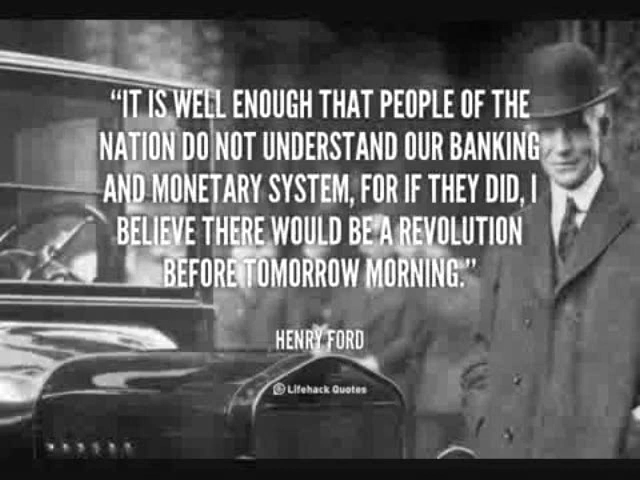 “IT IS WELL ENOUGH THAT PEOPLE OF THE
NATION DO NOT UNDERSTAND OUR BANKING
AND MONETARY SYSTEM, FOR IF THEY DID, I
BELIEVE THERE WOULD BE A REVOLUTION
BEFORE TOMORROW MORNING.”
HENRY FORD
Lifehack Quotes